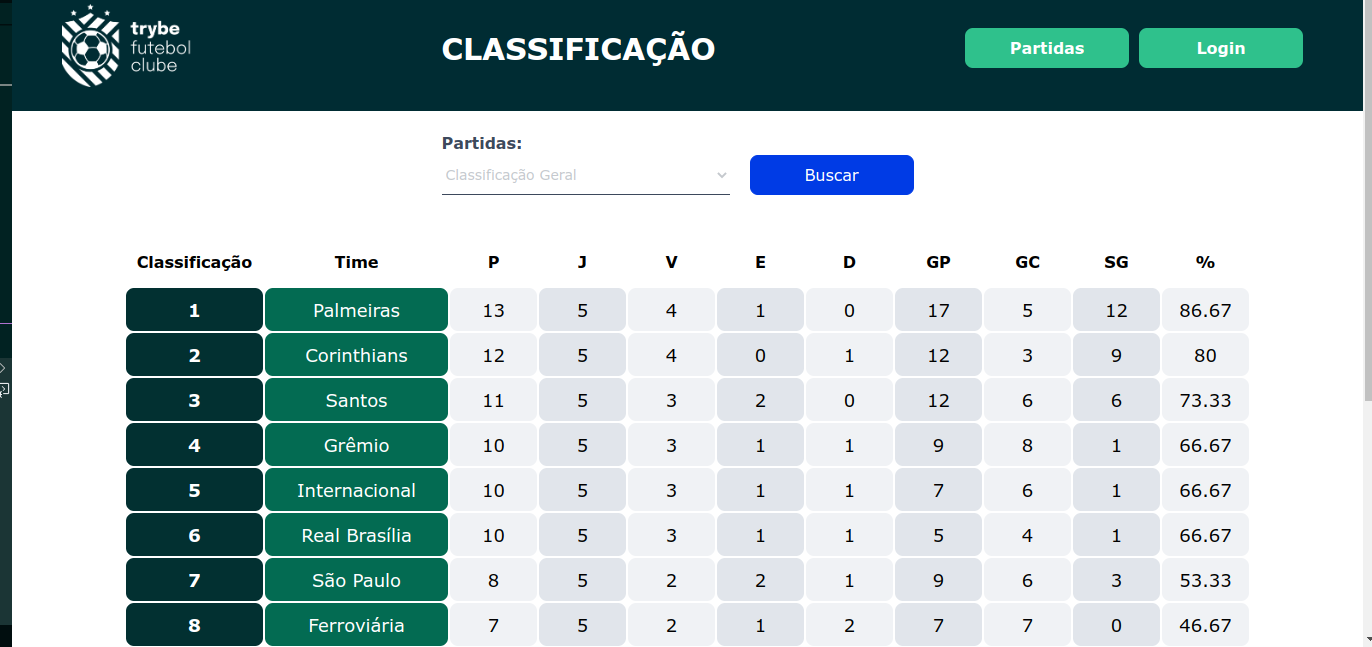 trybe
futebol
clube
CLASSIFICAÇÃO
Partidas
Login
Partidas:
Classificação Geral
Buscar
Classificação Time P J V E D GP GC SG %
1 Palmeiras 13 5 4 1 0 17 5 12 86.67
2 Corinthians 12 5 4 0 1 12 3 9 80
3 Santos 11 5 3 2 0 12 6 6 73.33
4 Grêmio 10 5 3 1 1 9 8 1 66.67
5 Internacional 10 5 3 1 1 7 6 1 66.67
6 Real Brasília 10 5 3 1 1 5 4 1 66.67
7 São Paulo 8 5 2 2 1 9 6 3 53.33
8 Ferroviária 7 5 2 1 2 7 7 0 46.67